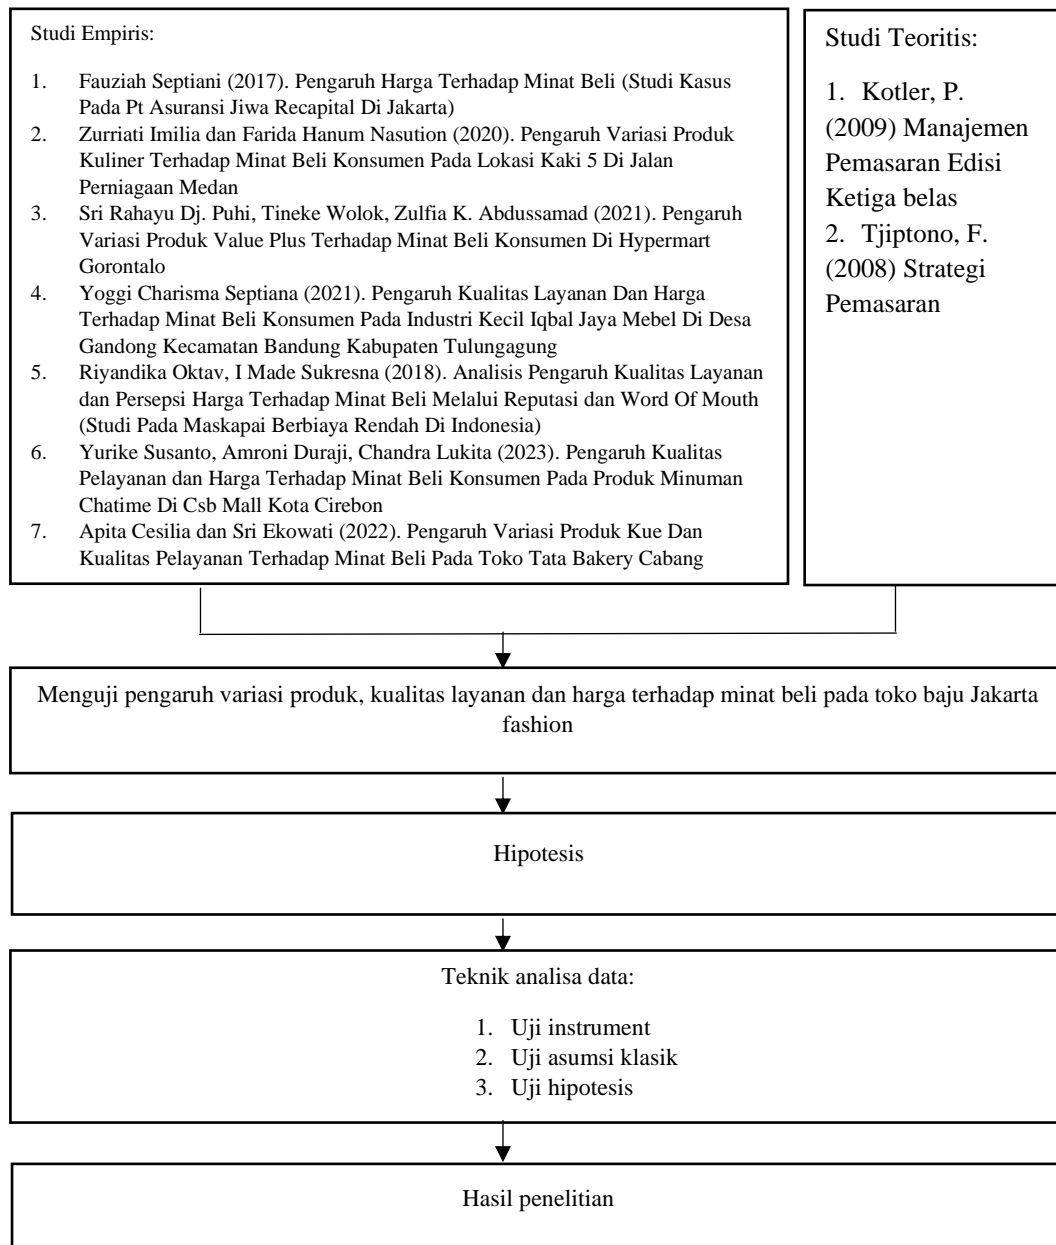 Studi Empiris:
1. Fauziah Septiani (2017). Pengaruh Harga Terhadap Minat Beli (Studi Kasus
Pada Pt Asuransi Jiwa Recapital Di Jakarta)
2. Zurriati Imilia dan Farida Hanum Nasution (2020). Pengaruh Variasi Produk
Kuliner Terhadap Minat Beli Konsumen Pada Lokasi Kaki 5 Di Jalan
Perniagaan Medan
3. Sri Rahayu Dj. Puhi, Tineke Wolok, Zulfia K. Abdussamad (2021). Pengaruh
Variasi Produk Value Plus Terhadap Minat Beli Konsumen Di Hypermart
Gorontalo
4. Yoggi Charisma Septiana (2021). Pengaruh Kualitas Layanan Dan Harga
Terhadap Minat Beli Konsumen Pada Industri Kecil Iqbal Jaya Mebel Di Desa
Gandong Kecamatan Bandung Kabupaten Tulungagung
5. Riyandika Oktav, I Made Sukresna (2018). Analisis Pengaruh Kualitas Layanan
dan Persepsi Harga Terhadap Minat Beli Melalui Reputasi dan Word Of Mouth
(Studi Pada Maskapai Berbiaya Rendah Di Indonesia)
6. Yurike Susanto, Amroni Duraji, Chandra Lukita (2023). Pengaruh Kualitas
Pelayanan dan Harga Terhadap Minat Beli Konsumen Pada Produk Minuman
Chatime Di Csb Mall Kota Cirebon
7. Apita Cesilia dan Sri Ekowati (2022). Pengaruh Variasi Produk Kue Dan
Kualitas Pelayanan Terhadap Minat Beli Pada Toko Tata Bakery Cabang
Studi Teoritis:
1. Kotler, P.
(2009) Manajemen
Pemasaran Edisi
Ketiga belas
2. Tjiptono, F.
(2008) Strategi
Pemasaran
Menguji pengaruh variasi produk, kualitas layanan dan harga terhadap minat beli pada toko baju Jakarta
fashion
Hipotesis
Teknik analisa data:
1. Uji instrument
2. Uji asumsi klasik
3. Uji hipotesis
Hasil penelitian